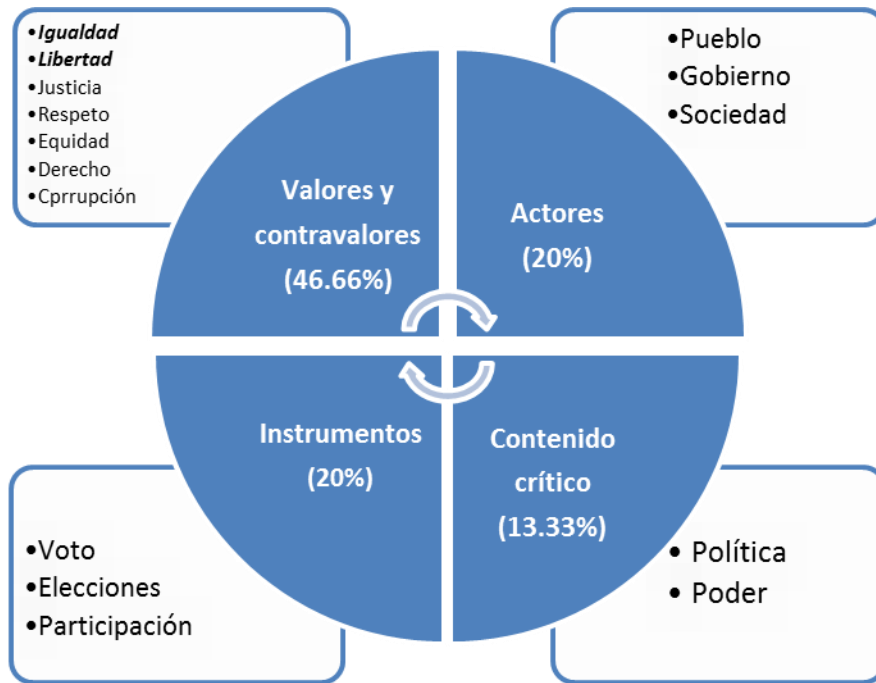 •Igualdad
•Libertad
•Justicia
•Respeto
•Equidad
•Derecho
•Cprrupción
Valores y
contravalores
(46.66%)
•Pueblo
•Gobierno
•Sociedad
Actores
(20%)
Instrumentos
(20%)
•Voto
•Elecciones
•Participación
Contenido
crítico
(13.33%)
• Política
• Poder